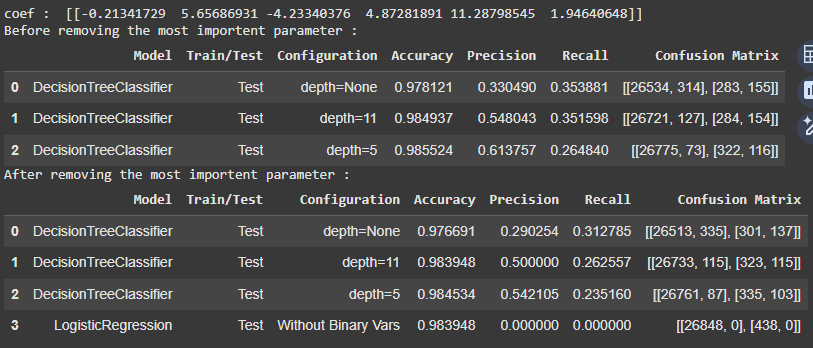 coef :  [[-0.21341729  5.65686931 -4.23340376  4.87281891 11.28798545  1.94640648]]
Before removing the most importent parameter :
Model Train/Test Configuration Accuracy Precision Recall Confusion Matrix
0 DecisionTreeClassifier Test depth=None 0.978121 0.330490 0.353881 [[26534, 314], [283, 155]]
1 DecisionTreeClassifier Test depth=11 0.984937 0.548043 0.351598 [[26721, 127], [284, 154]]
2 DecisionTreeClassifier Test depth=5 0.985524 0.613757 0.264840 [[26775, 73], [322, 116]]
After removing the most importent parameter :
Model Train/Test Configuration Accuracy Precision Recall Confusion Matrix
0 DecisionTreeClassifier Test depth=None 0.976691 0.290254 0.312785 [[26513, 335], [301, 137]]
1 DecisionTreeClassifier Test depth=11 0.983948 0.500000 0.262557 [[26733, 115], [323, 115]]
2 DecisionTreeClassifier Test depth=5 0.984534 0.542105 0.235160 [[26761, 87], [335, 103]]
3 LogisticRegression Test Without Binary Vars 0.983948 0.000000 0.000000 [[26848, 0], [438, 0]]